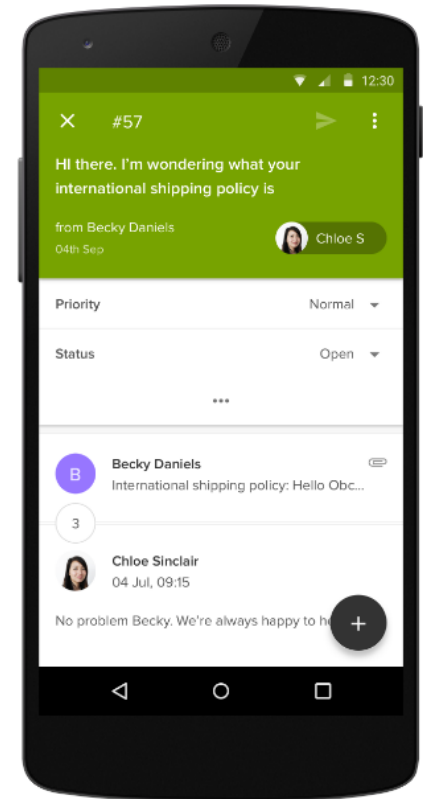 12:30
#57
HI there. I'm wondering what your
international shipping policy is
from Becky Daniels
04th Sep
Chloe S
Priority
Normal
Status
Open
B
Becky Daniels
International shipping policy: Hello Obc...
3
Chloe Sinclair
04 Jul, 09:15
No problem Becky. We're always happy to
+